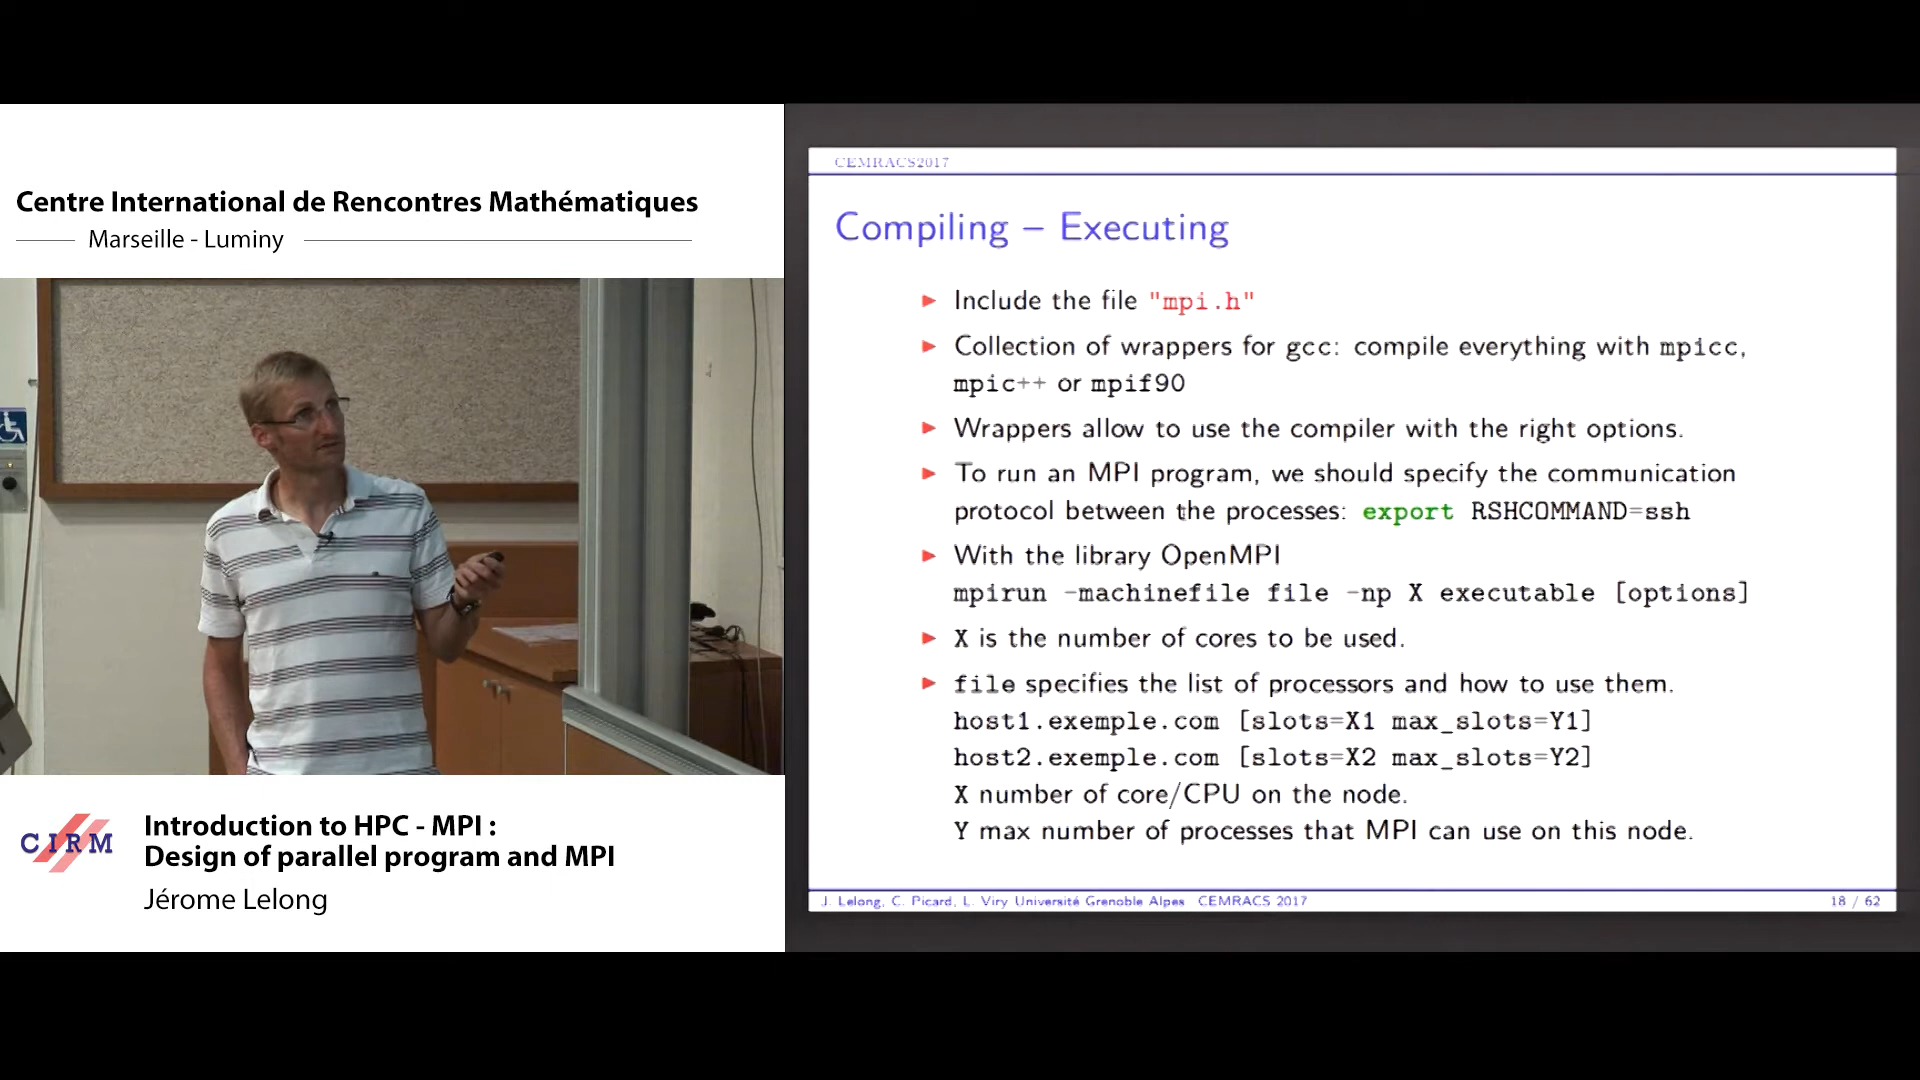 Centre International de Rencontres Mathématiques
Marseille - Luminy
CIRM
Introduction to HPC - MPI :
Design of parallel program and MPI
Jérome Lelong
CEMRACS2017
Compiling – Executing
Include the file "mpi.h"
Collection of wrappers for gcc: compile everything with mpicc,
mpic++ or mpif90
Wrappers allow to use the compiler with the right options.
To run an MPI program, we should specify the communication
protocol between the processes: export RSHCOMMAND=ssh
With the library OpenMPI
mpirun -machinefile file -np X executable [options]
X is the number of cores to be used.
file specifies the list of processors and how to use them.
host1.exemple.com [slots=X1 max_slots=Y1]
host2.exemple.com [slots=X2 max_slots=Y2]
X number of core/CPU on the node.
Y max number of processes that MPI can use on this node.
J. Lelong, C. Picard, L. Viry Université Grenoble Alpes CEMRACS 2017
18 / 62